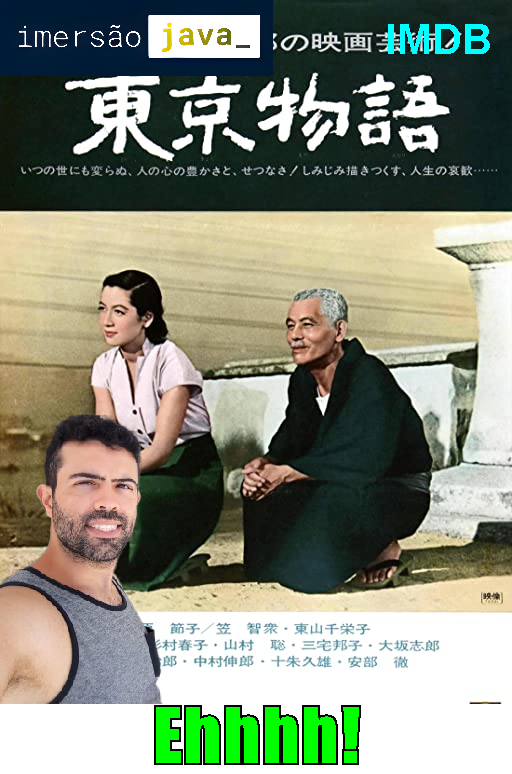 imersão java_
の映画芸術
IMDB
東京物語
いつの世にも変らぬ、人の心の豊かさと、せつなさ!しみじみ描きつくす、人生の哀歓……
節子/笠 智衆・東山千栄子
杉村春子・山村 聡・三宅邦子・大坂志郎
郎・中村伸郎・十朱久雄・安部 徹
映倫
Ehhhh!